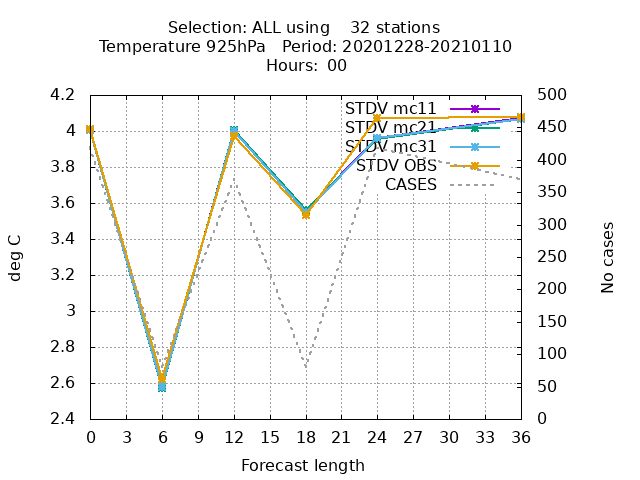 Selection: ALL using    32 stations
Temperature 925hPa   Period: 20201228-20210110
Hours: 00
4.2
4
3.8
3.6
3.4
3.2
3
2.8
2.6
2.4
deg C
STDV mc11
STDV mc21
STDV mc31
STDV OBS
CASES
500
450
400
350
300
250
200
150
100
50
0
No cases
0 3 6 9 12 15 18 21 24 27 30 33 36
Forecast length